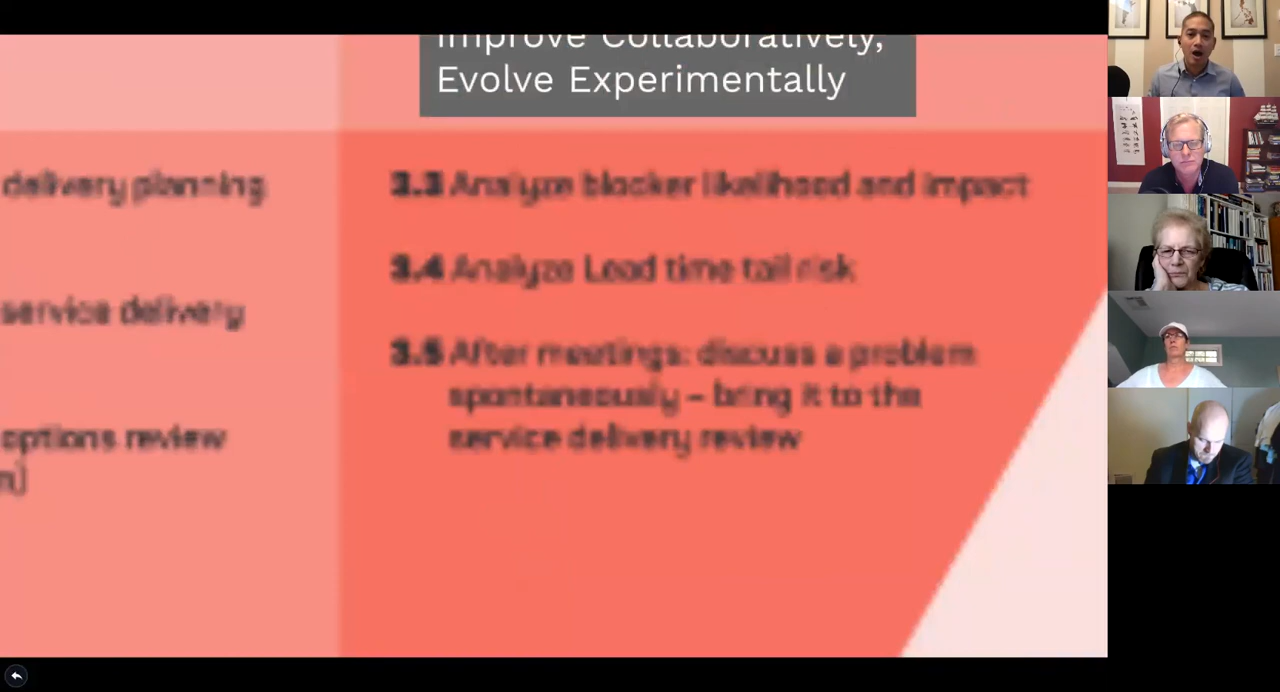 Improve Collaboratively,
Evolve Experimentally
delivery planning
service delivery
options review
n)
3.3 Analyze blocker likelihood and impact
3.4 Analyze Lead time tail risk
3.5 After meetings: discuss a problem
spontaneously – bring it to the
service delivery review